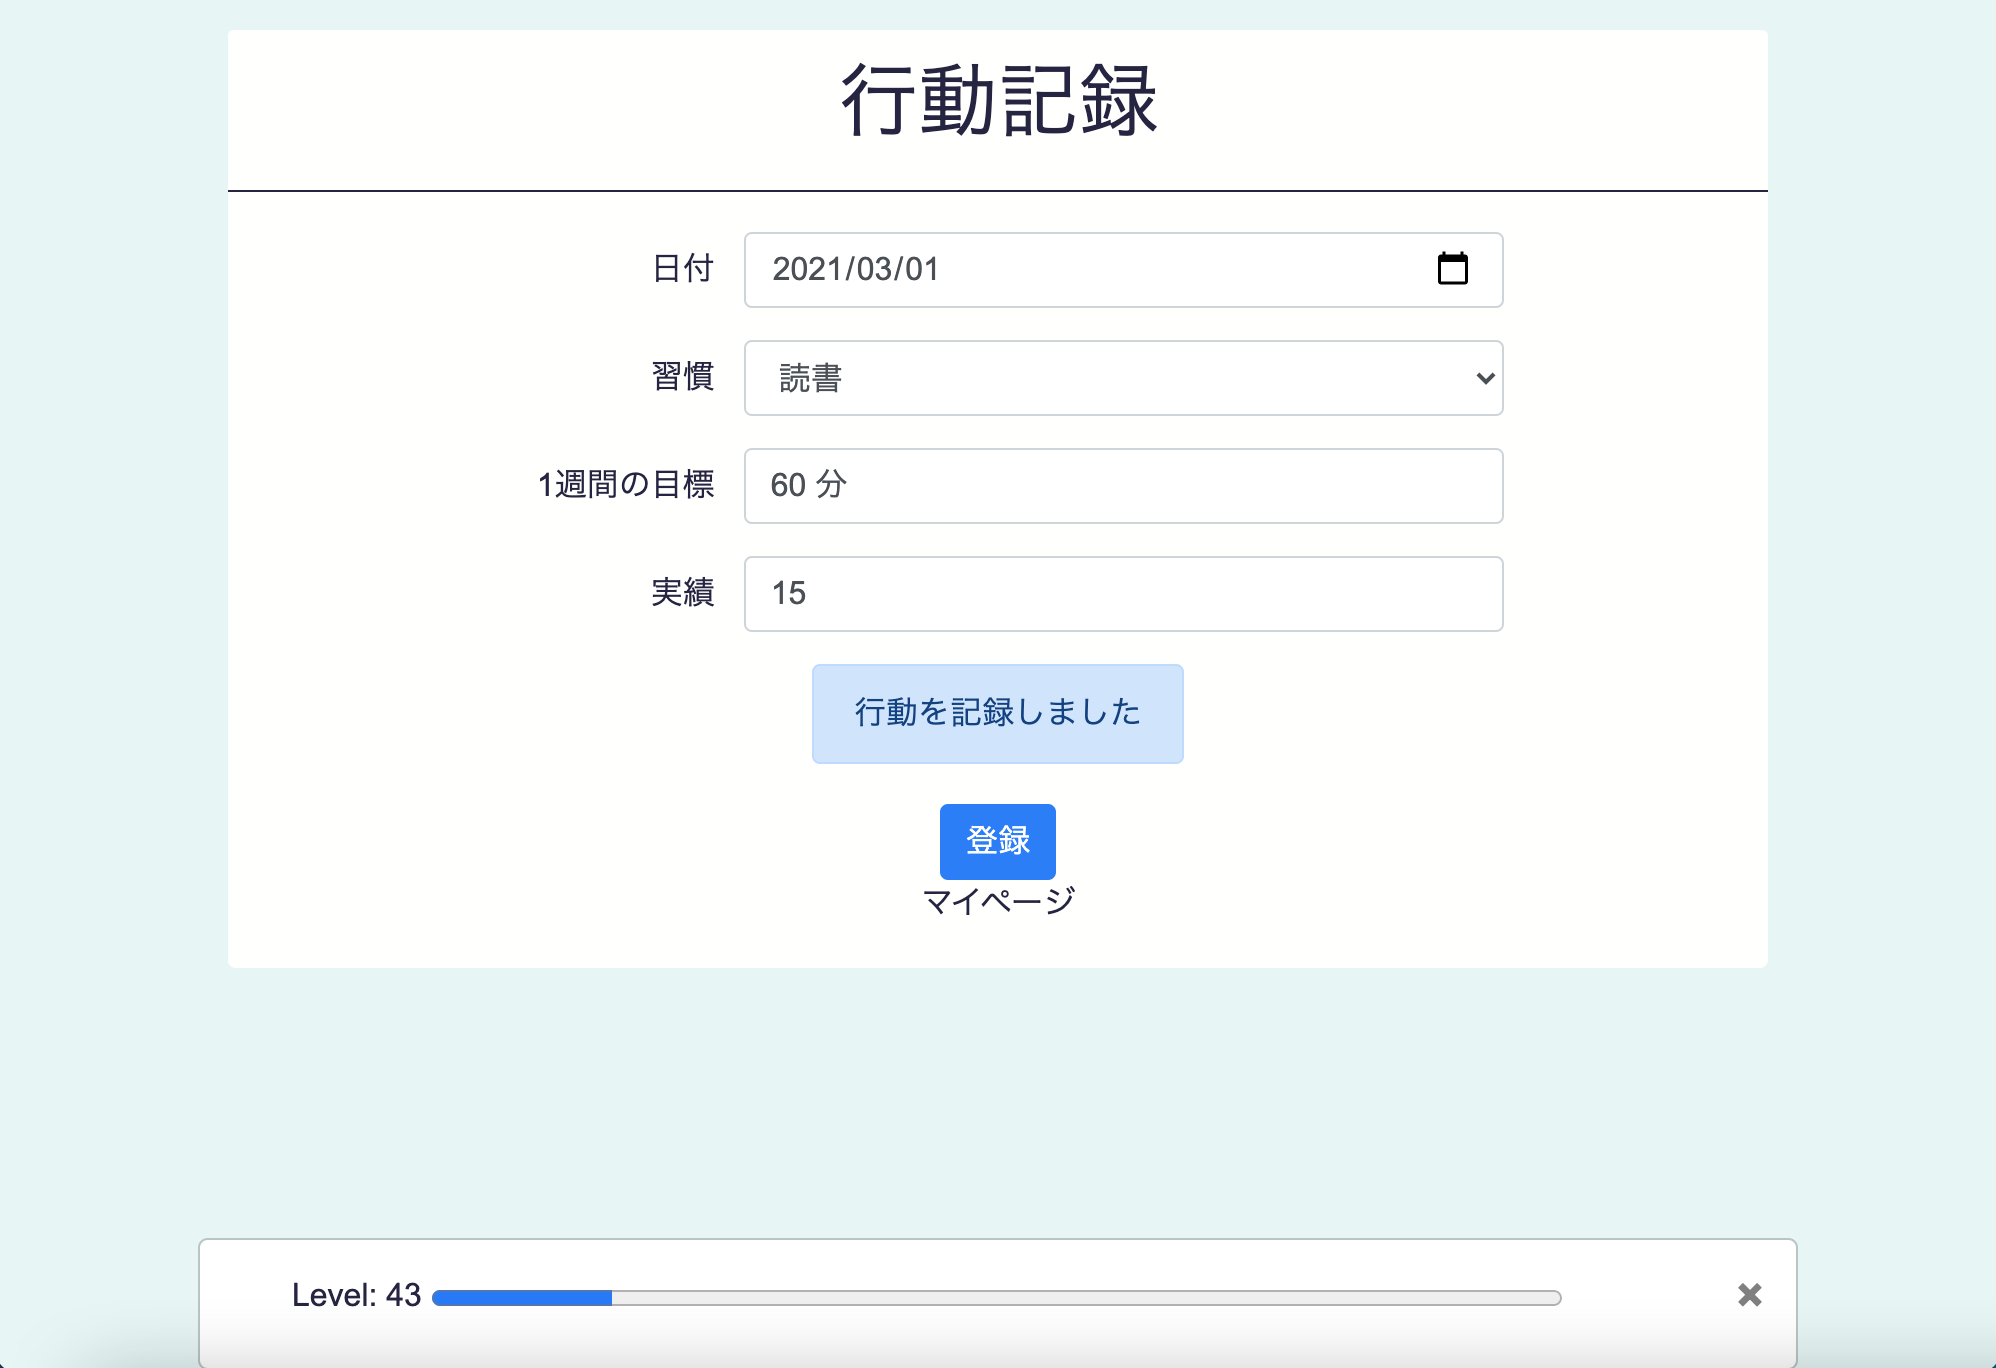 行動記録
日付 2021/03/01
習慣 読書
1週間の目標 60 分
実績 15
行動を記録しました
登録
マイページ
Level: 43